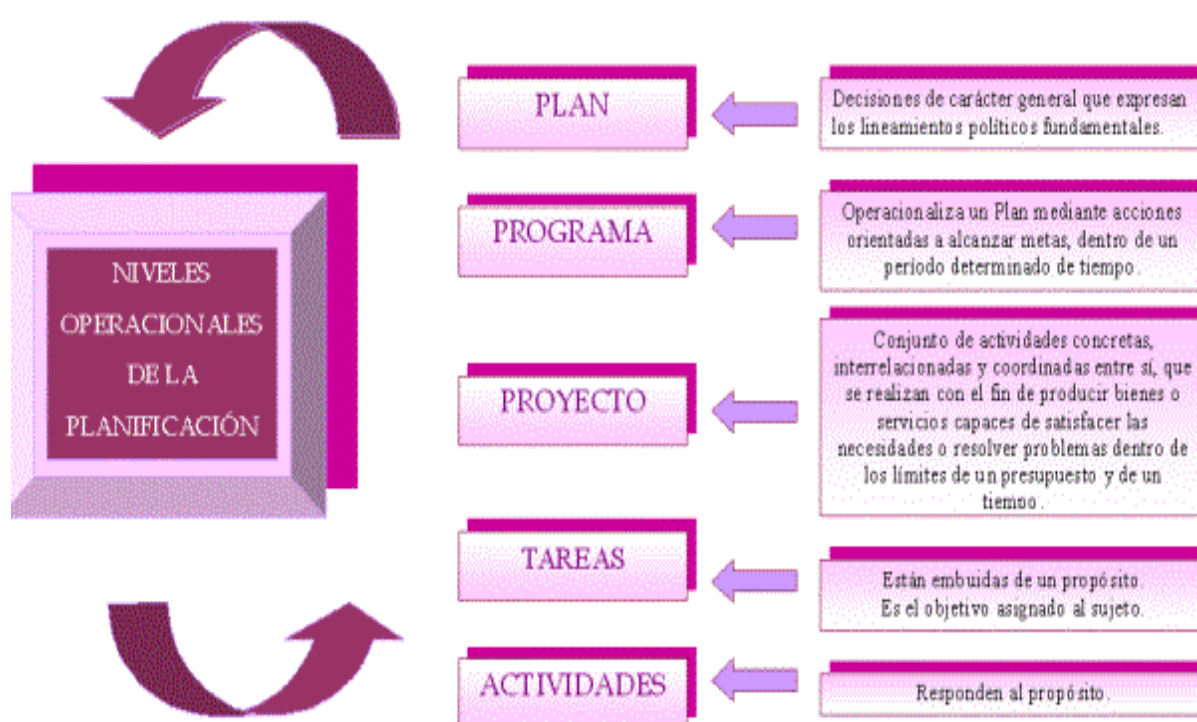 NIVELES
OPERACIONALES
DE LA
PLANIFICACIÓN
PLAN
Decisiones de carácter general que expresan
los lineamientos políticos fundamentales.
PROGRAMA
Operacionaliza un Plan mediante acciones
orientadas a alcanzar metas, dentro de un
período determinado de tiempo.
PROYECTO
Conjunto de actividades concretas,
interrelacionadas y coordinadas entre sí, que
se realizan con el fin de producir bienes o
servicios capaces de satisfacer las
necesidades o resolver problemas dentro de
los límites de un presupuesto y de un
tiempo.
TAREAS
Están embuidas de un propósito.
Es el objetivo asignado al sujeto.
ACTIVIDADES
Responden al propósito.